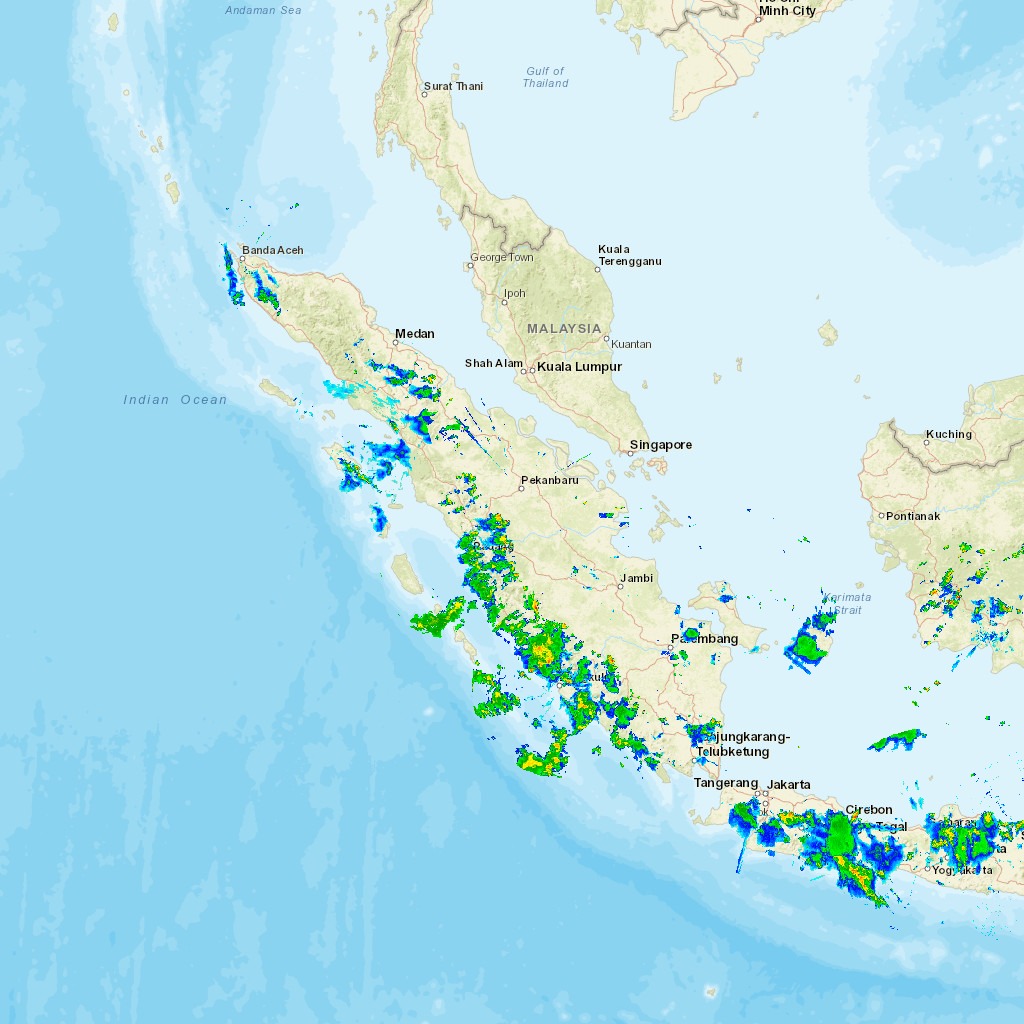 Andaman Sea
Minh City
Gulf of
Thailand
Surat Thani
Banda Aceh
George Town
Kuala
Terengganu
Ipoh
MALAYSIA
Medan
Kuantan
Shah Alam
Kuala Lumpur
Indian Ocean
Kuching
Singapore
Pekanbaru
Pontianak
Jambi
Karimata
Strait
Palembang
Telubketung
Tangerang
Jakarta
Cirebon
Tegal
Yogyakarta